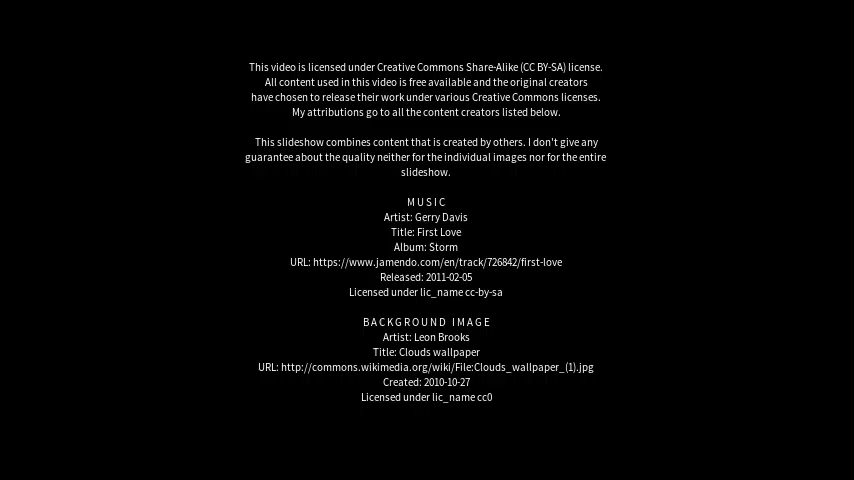 This video is licensed under Creative Commons Share-Alike (CC BY-SA) license.
All content used in this video is free available and the original creators
have chosen to release their work under various Creative Commons licenses.
My attributions go to all the content creators listed below.
This slideshow combines content that is created by others. I don't give any
guarantee about the quality neither for the individual images nor for the entire
slideshow.
MUSIC
Artist: Gerry Davis
Title: First Love
Album: Storm
URL: https://www.jamendo.com/en/track/726842/first-love
Released: 2011-02-05
Licensed under lic_name cc-by-sa
BACKGROUND IMAGE
Artist: Leon Brooks
Title: Clouds wallpaper
URL: http://commons.wikimedia.org/wiki/File:Clouds_wallpaper_(1).jpg
Created: 2010-10-27
Licensed under lic_name cc0